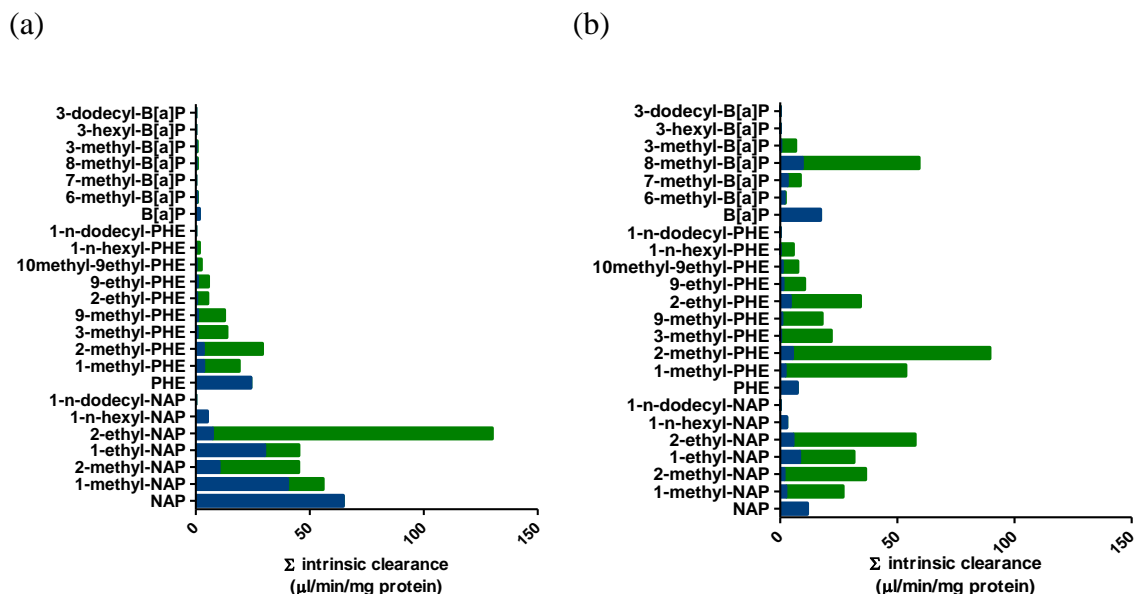 (a)
3-dodecyl-B[a]P
3-hexyl-B[a]P
3-methyl-B[a]P
8-methyl-B[a]P
7-methyl-B[a]P
6-methyl-B[a]P
B[a]P
1-n-dodecyl-PHE
1-n-hexyl-PHE
10methyl-9ethyl-PHE
9-ethyl-PHE
2-ethyl-PHE
9-methyl-PHE
3-methyl-PHE
2-methyl-PHE
1-methyl-PHE
PHE
1-n-dodecyl-NAP
1-n-hexyl-NAP
2-ethyl-NAP
1-ethyl-NAP
2-methyl-NAP
1-methyl-NAP
NAP
0
50
100
150
Σ intrinsic clearance
(μl/min/mg protein)
(b)
3-dodecyl-B[a]P
3-hexyl-B[a]P
3-methyl-B[a]P
8-methyl-B[a]P
7-methyl-B[a]P
6-methyl-B[a]P
B[a]P
1-n-dodecyl-PHE
1-n-hexyl-PHE
10methyl-9ethyl-PHE
9-ethyl-PHE
2-ethyl-PHE
9-methyl-PHE
3-methyl-PHE
2-methyl-PHE
1-methyl-PHE
PHE
1-n-dodecyl-NAP
1-n-hexyl-NAP
2-ethyl-NAP
1-ethyl-NAP
2-methyl-NAP
1-methyl-NAP
NAP
0
50
100
150
Σ intrinsic clearance
(μl/min/mg protein)